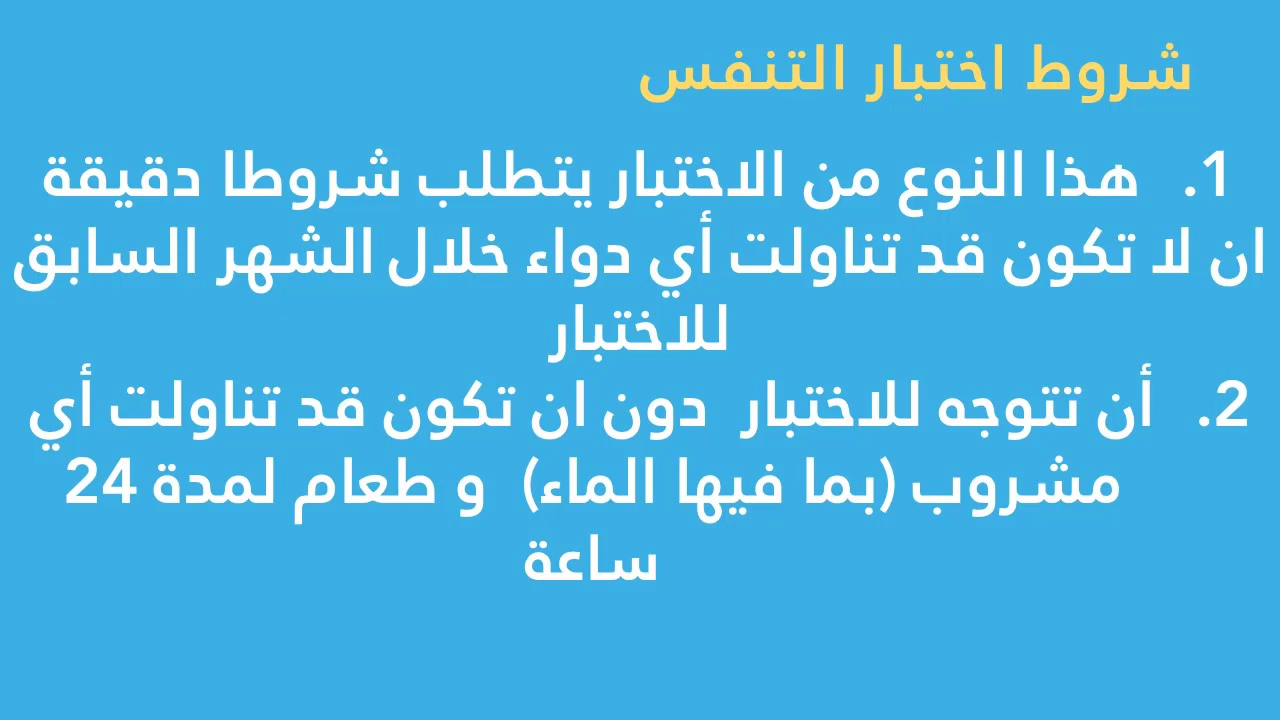 شروط اختبار التنفس
1. هذا النوع من الاختبار يتطلب شروطا دقيقة
ان لا تكون قد تناولت أي دواء خلال الشهر السابق
للاختبار
2. أن تتوجه للاختبار دون ان تكون قد تناولت أي
مشروب (بما فيها الماء) و طعام لمدة 24
ساعة